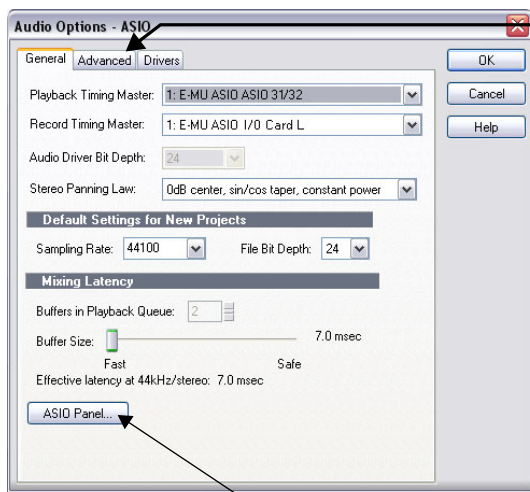 Audio Options - ASIO
General Advanced Drivers
OK
Cancel
Help
Playback Timing Master: 1: E-MU ASIO ASIO 31/32
Record Timing Master: 1: E-MU ASIO I/O Card L
Audio Driver Bit Depth: 24
Stereo Panning Law: 0dB center, sin/cos taper, constant power
Default Settings for New Projects
Sampling Rate: 44100 File Bit Depth: 24
Mixing Latency
Buffers in Playback Queue: 2
Buffer Size: 7.0 msec
Fast Safe
Effective latency at 44kHz/stereo: 7.0 msec
ASIO Panel...